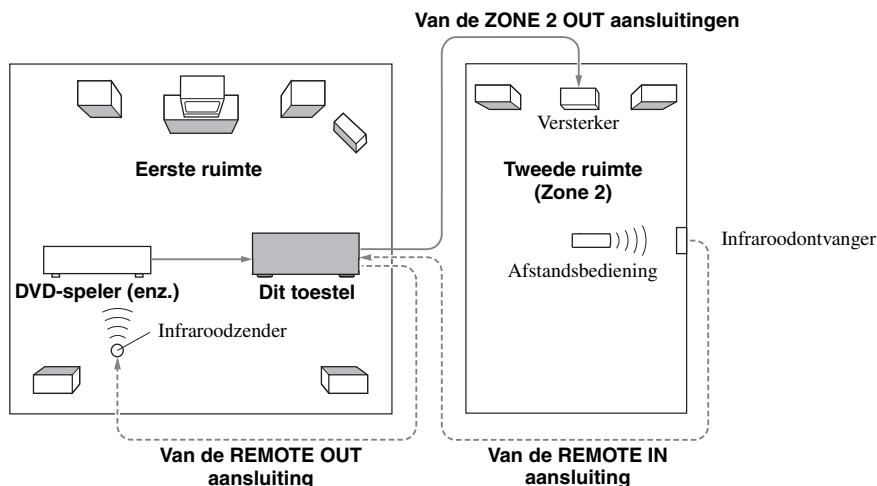 Van de ZONE 2 OUT aansluitingen
Versterker
Eerste ruimte
Tweede ruimte
(Zone 2)
Infraroodontvanger
Afstandsbediening
DVD-speler (enz.)
Dit toestel
Infraroodzender
Van de REMOTE OUT
aansluiting
Van de REMOTE IN
aansluiting